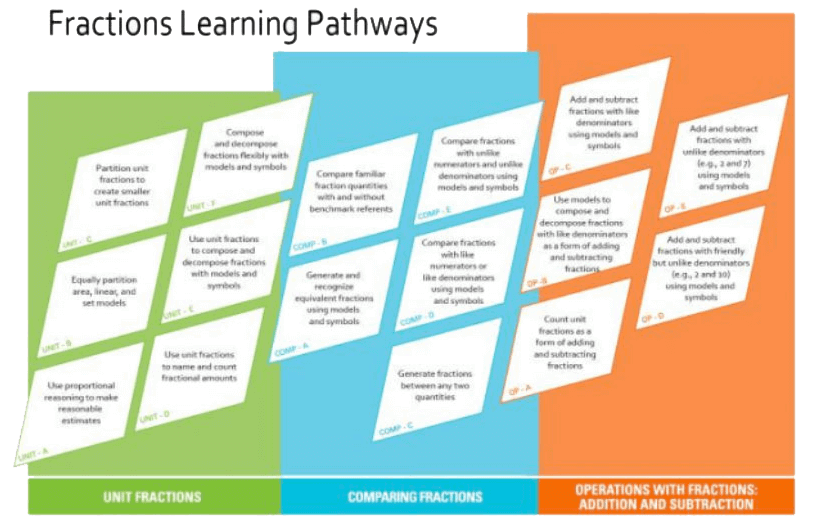 Fractions Learning Pathways
Partition unit
fractions to
create smaller
unit fractions
UNIT - C
Compose
and decompose
fractions flexibly with
models and symbols
UNIT - F
Equally partition
area, linear, and
set models
UNIT - B
Use unit fractions
to compose and
decompose fractions
with models and
symbols
UNIT - E
Use proportional
reasoning to make
reasonable
estimates
UNIT - A
Use unit fractions
to name and count
fractional amounts
UNIT - D
UNIT FRACTIONS
Compare familiar
fraction quantities
with and without
benchmark referents
COMP - B
Compare fractions
with unlike
numerators and unlike
denominators using
models and symbols
COMP - E
Generate and
recognize
equivalent fractions
using models
and symbols
COMP - A
Compare fractions
with like
numerators or
like denominators
using models
and symbols
COMP - D
Generate fractions
between any two
quantities
COMP - C
COMPARING FRACTIONS
Add and subtract
fractions with like
denominators
using models and
symbols
OP - C
Add and subtract
fractions with
unlike denominators
(e.g., 2 and 7)
using models
and symbols
OP - E
Use models to
compose and
decompose fractions
with like denominators
as a form of adding
and subtracting
fractions
OP - B
Add and subtract
fractions with friendly
but unlike denominators
(e.g., 2 and 10)
using models
and symbols
OP - D
Count unit
fractions as a
form of adding
and subtracting
fractions
OP - A
OPERATIONS WITH FRACTIONS:
ADDITION AND SUBTRACTION